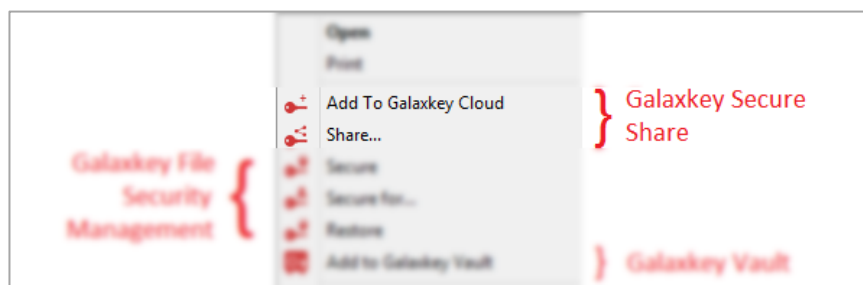 Open
Print
Add To Galaxkey Cloud
Share...
Galaxkey Secure
Share
Galaxkey File
Security
Management
Secure
Secure for...
Restore
Add to Galaxkey Vault
Galaxkey Vault